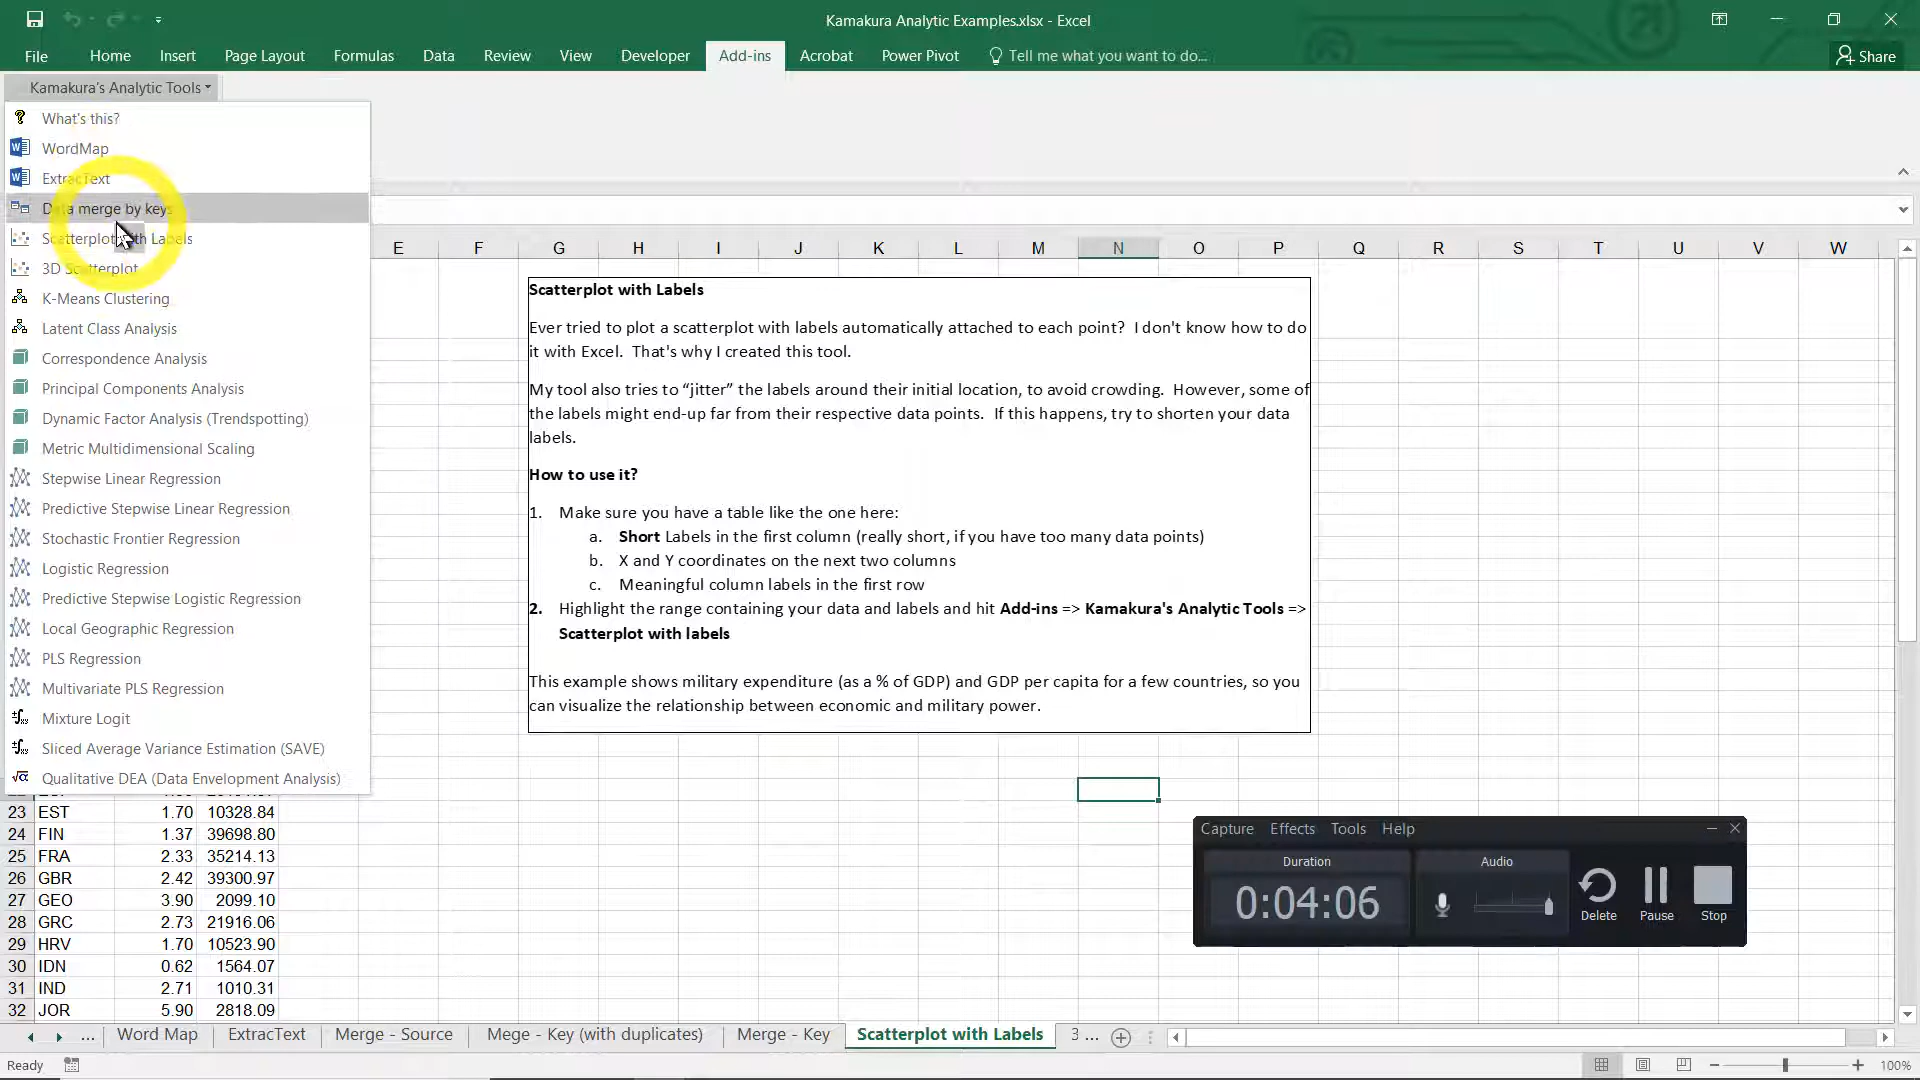 Kamakura Analytic Examples.xlsx - Excel
File Home Insert Page Layout Formulas Data Review View Developer Add-ins Acrobat Power Pivot Tell me what you want to do... Share
Kamakura's Analytic Tools
What's this?
WordMap
ExtracText
Data merge by keys
Scatterplot with Labels
3D Scatterplot
K-Means Clustering
Latent Class Analysis
Correspondence Analysis
Principal Components Analysis
Dynamic Factor Analysis (Trendspotting)
Metric Multidimensional Scaling
Stepwise Linear Regression
Predictive Stepwise Linear Regression
Stochastic Frontier Regression
Logistic Regression
Predictive Stepwise Logistic Regression
Local Geographic Regression
PLS Regression
Multivariate PLS Regression
Mixture Logit
Sliced Average Variance Estimation (SAVE)
Qualitative DEA (Data Envelopment Analysis)
E F G H I J K L M N O P Q R S T U V W
Scatterplot with Labels
Ever tried to plot a scatterplot with labels automatically attached to each point? I don't know how to do
it with Excel. That's why I created this tool.
My tool also tries to “jitter” the labels around their initial location, to avoid crowding. However, some of
the labels might end-up far from their respective data points. If this happens, try to shorten your data
labels.
How to use it?
1. Make sure you have a table like the one here:
a. Short Labels in the first column (really short, if you have too many data points)
b. X and Y coordinates on the next two columns
c. Meaningful column labels in the first row
2. Highlight the range containing your data and labels and hit Add-ins => Kamakura's Analytic Tools =>
Scatterplot with labels
This example shows military expenditure (as a % of GDP) and GDP per capita for a few countries, so you
can visualize the relationship between economic and military power.
23 EST 1.70 10328.84
24 FIN 1.37 39698.80
25 FRA 2.33 35214.13
26 GBR 2.42 39300.97
27 GEO 3.90 2099.10
28 GRC 2.73 21916.06
29 HRV 1.70 10523.90
30 IDN 0.62 1564.07
31 IND 2.71 1010.31
32 JOR 5.90 2818.09
Capture Effects Tools Help
Duration Audio
0:04:06
Delete Pause Stop
... Word Map ExtracText Merge - Source Mege - Key (with duplicates) Merge - Key Scatterplot with Labels 3 ...
Ready 100%